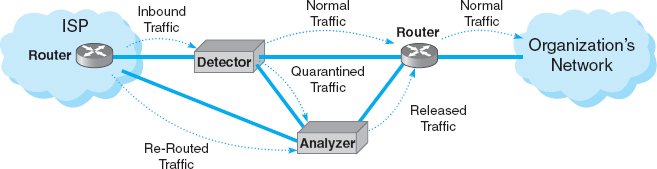 ISP
Router
Inbound
Traffic
Detector
Normal
Traffic
Quarantined
Traffic
Router
Normal
Traffic
Organization's
Network
Re-Routed
Traffic
Analyzer
Released
Traffic